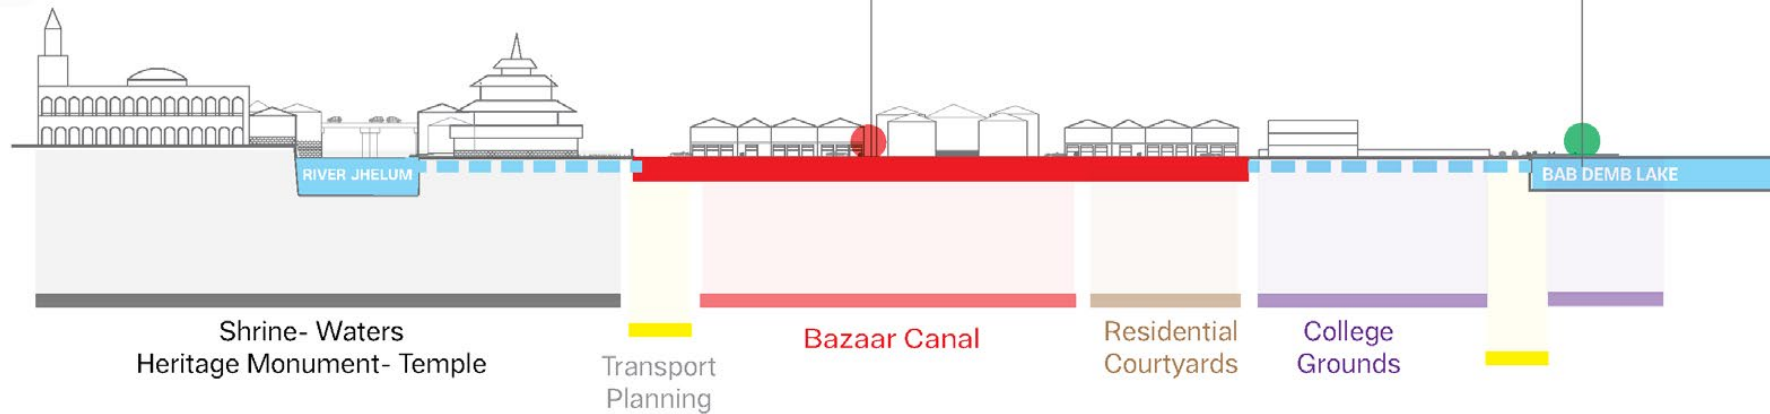 RIVER JHELUM
BAB DEMB LAKE
Shrine- Waters
Heritage Monument- Temple
Transport
Planning
Bazaar Canal
Residential
Courtyards
College
Grounds